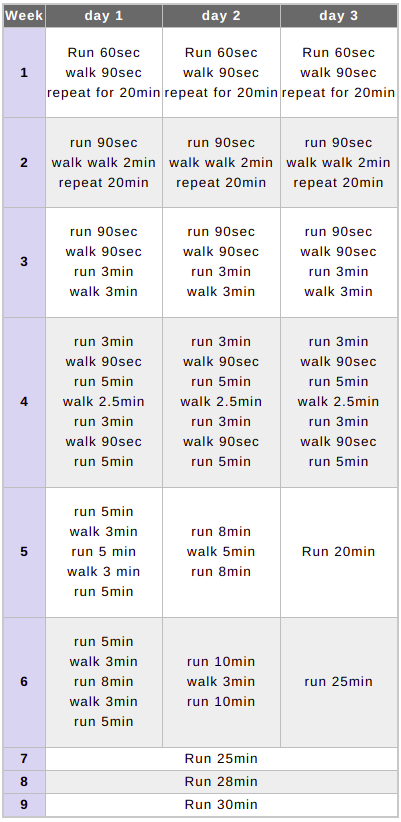 Week day 1 day 2 day 3
1
Run 60sec Run 60sec Run 60sec
walk 90sec walk 90sec walk 90sec
repeat for 20min repeat for 20min repeat for 20min
2
run 90sec run 90sec run 90sec
walk walk 2min walk walk 2min walk walk 2min
repeat 20min repeat 20min repeat 20min
3
run 90sec run 90sec run 90sec
walk 90sec walk 90sec walk 90sec
run 3min run 3min run 3min
walk 3min walk 3min walk 3min
4
run 3min run 3min run 3min
walk 90sec walk 90sec walk 90sec
run 5min run 5min run 5min
walk 2.5min walk 2.5min walk 2.5min
run 3min run 3min run 3min
walk 90sec walk 90sec walk 90sec
run 5min run 5min run 5min
5
run 5min
walk 3min
run 5 min
walk 3 min
run 5min
run 8min
walk 5min
run 8min
Run 20min
6
run 5min
walk 3min
run 8min
walk 3min
run 5min
run 10min
walk 3min
run 10min
run 25min
7 Run 25min
8 Run 28min
9 Run 30min